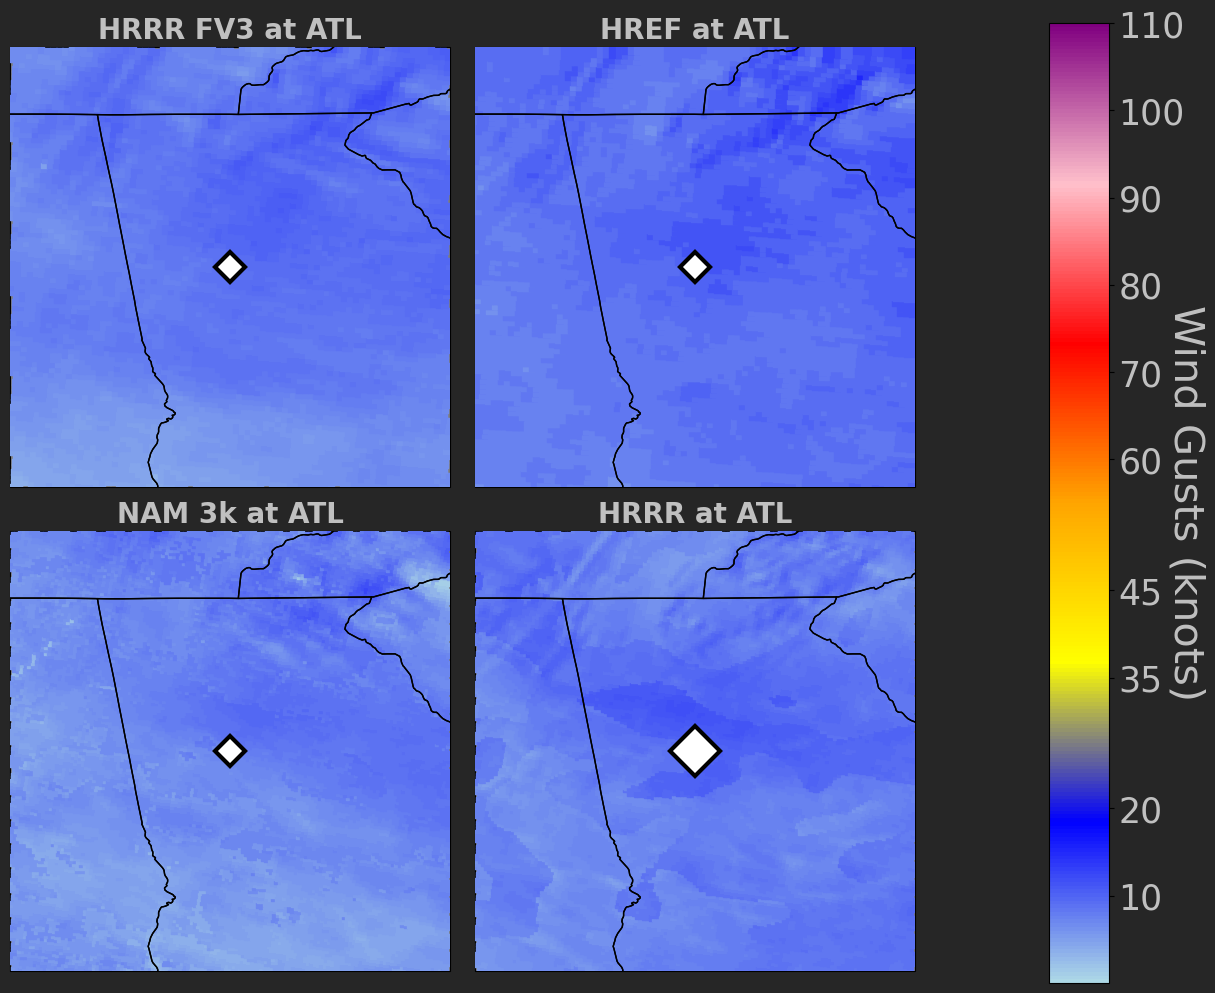 HRRR FV3 at ATL
HREF at ATL
NAM 3k at ATL
HRRR at ATL
110
100
90
80
70
60
45
35
20
10
Wind Gusts (knots)